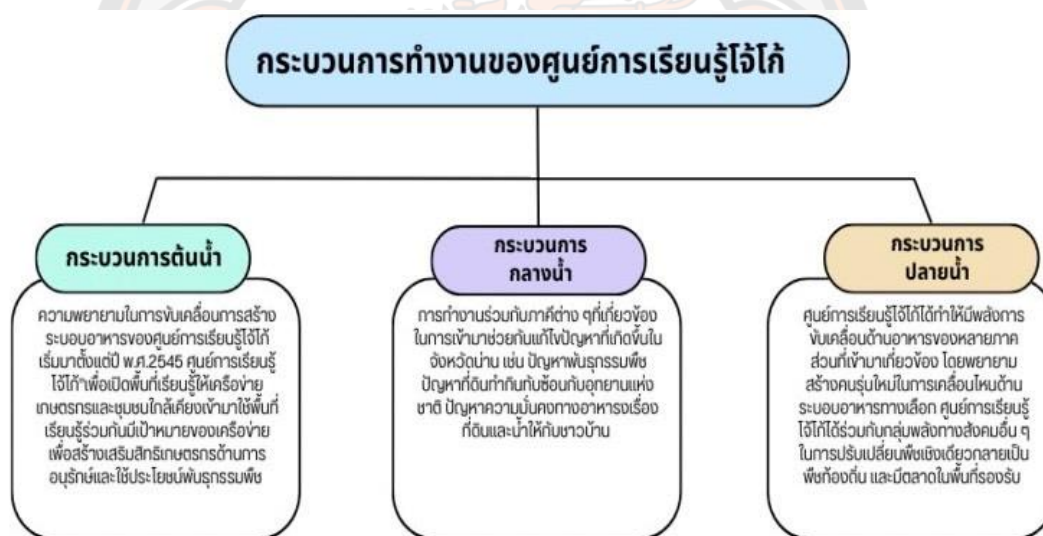 กระบวนการทำงานของศูนย์การเรียนรู้โจ้โก้
กระบวนการต้นน้ำ
ความพยายามในการขับเคลื่อนการสร้าง
ระบอบอาหารของศูนย์การเรียนรู้โจ้โก้
เริ่มมาตั้งแต่ปี พ.ศ.2545 ศูนย์การเรียนรู้
โจ้โก้"เพื่อเปิดพื้นที่เรียนรู้ให้เครือข่าย
เกษตรกรและชุมชนใกล้เคียงเข้ามาใช้พื้นที่
เรียนรู้ร่วมกันมีเป้าหมายของเครือข่าย
เพื่อสร้างเสริมสิทธิเกษตรกรด้านการ
อนุรักษ์และใช้ประโยชน์พันธุกรรมพืช
กระบวนการ
กลางน้ำ
การทำงานร่วมกับภาคีต่าง ๆที่เกี่ยวข้อง
ในการเข้ามาช่วยกันแก้ไขปัญหาที่เกิดขึ้นใน
จังหวัดน่าน เช่น ปัญหาพันธุกรรมพืช
ปัญหาที่ดินทำกินทับซ้อนกับอุทยานแห่ง
ชาติ ปัญหาความมั่นคงทางอาหารงเรื่อง
ที่ดินและน้ำให้กับชาวบ้าน
กระบวนการ
ปลายน้ำ
ศูนย์การเรียนรู้โจ้โก้ได้ทำให้มีพลังการ
ขับเคลื่อนด้านอาหารของหลายภาค
ส่วนที่เข้ามาเกี่ยวข้อง โดยพยายาม
สร้างคนรุ่นใหม่ในการเคลื่อนไหวด้าน
ระบอบอาหารทางเลือก ศูนย์การเรียนรู้
โจ้โก้ได้ร่วมกับกลุ่มพลังทางสังคมอื่น ๆ
ในการปรับเปลี่ยนพืชเชิงเดี่ยวกลายเป็น
พืชท้องถิ่น และมีตลาดในพื้นที่รองรับ